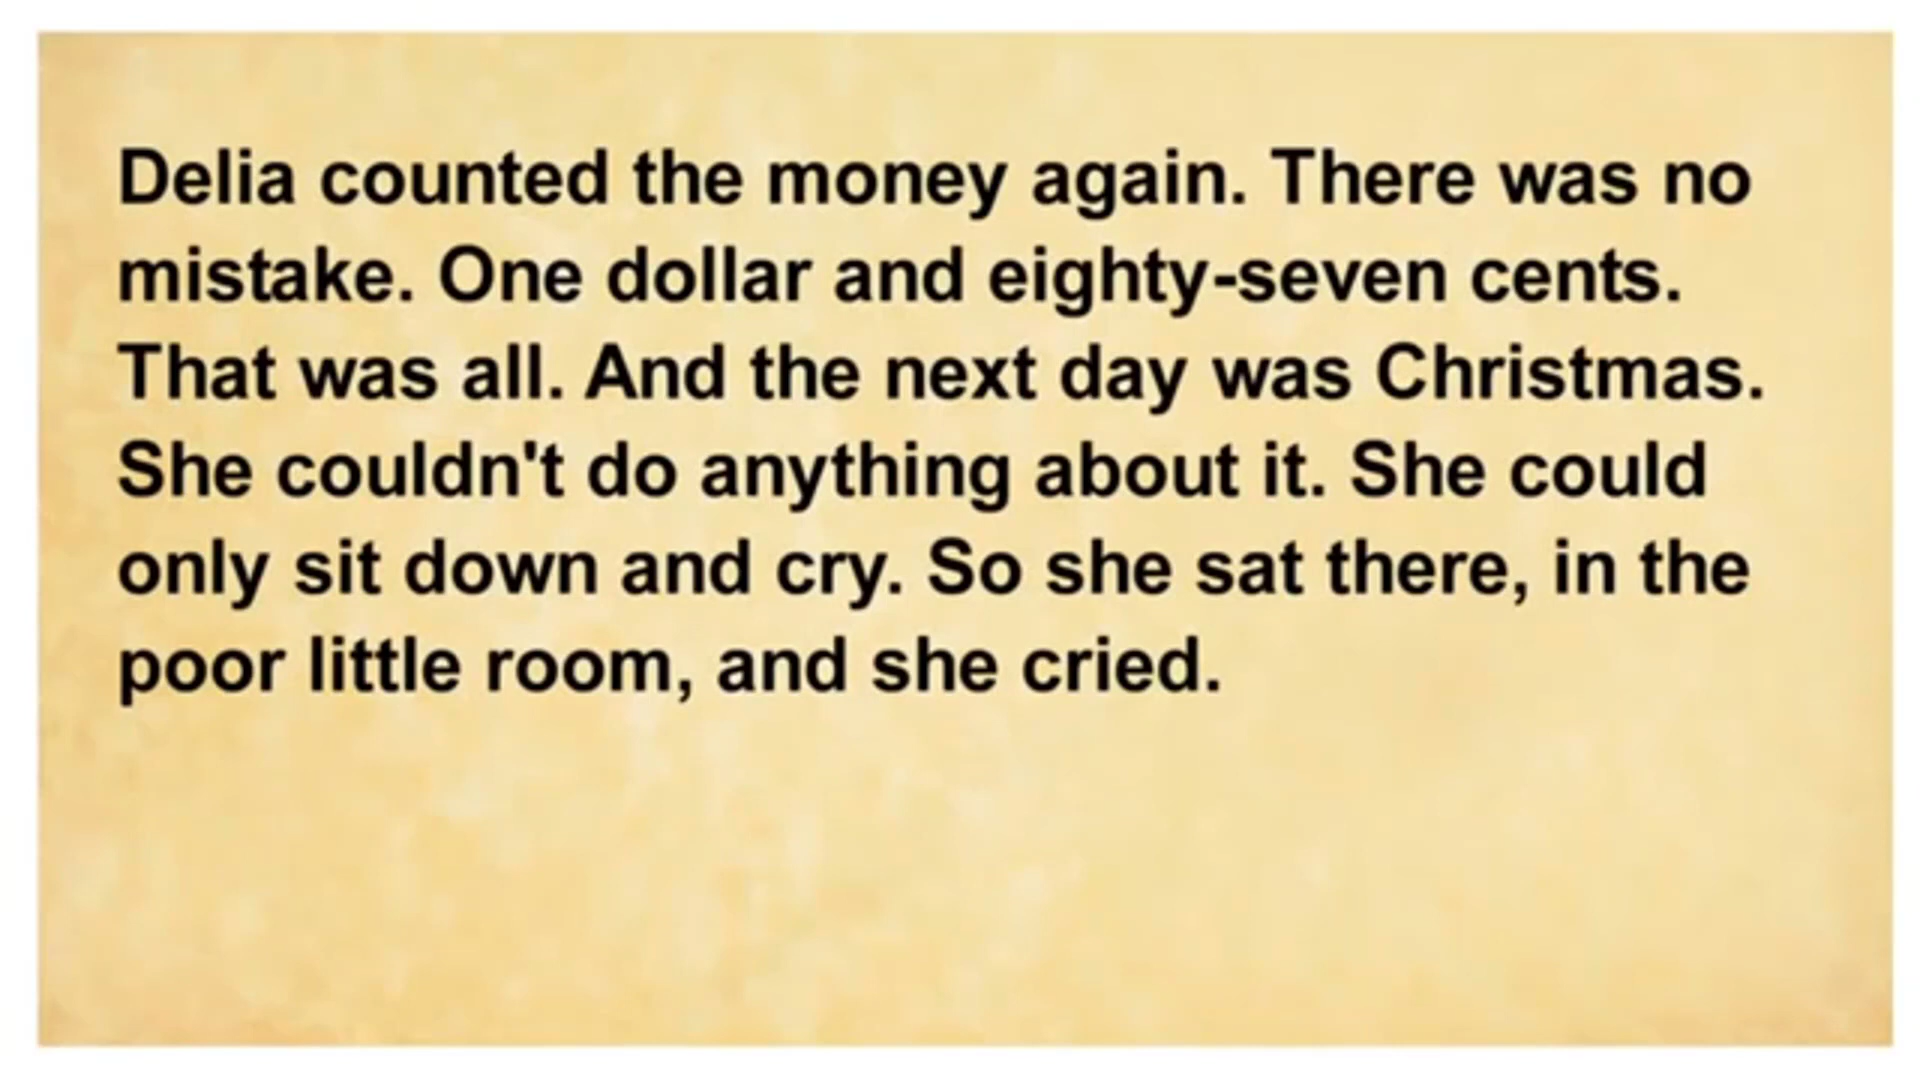 Delia counted the money again. There was no
mistake. One dollar and eighty-seven cents.
That was all. And the next day was Christmas.
She couldn't do anything about it. She could
only sit down and cry. So she sat there, in the
poor little room, and she cried.